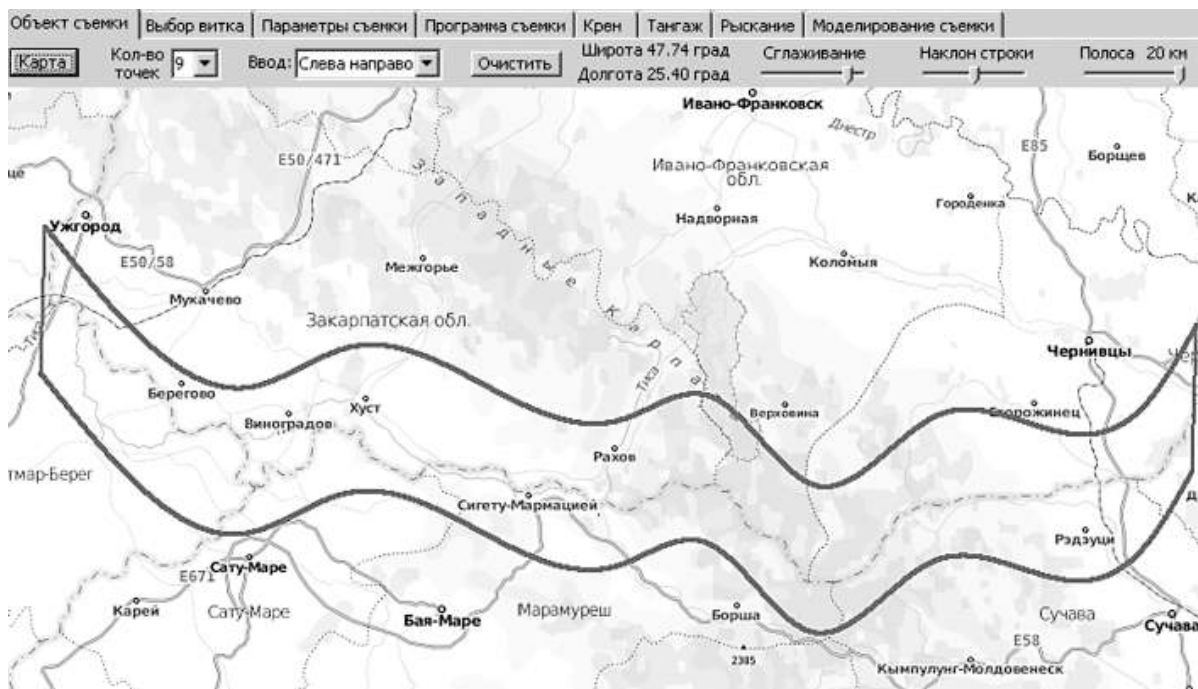 Объект съемки Выбор витка Параметры съемки Программа съемки Крен Тангаж Рыскание Моделирование съемки
Карта Кол-во точек 9 Ввод: Слева направо Очистить Широта 47.74 град Сглаживание Наклон строки Полоса 20 км
Долгота 25.40 град
Ивано-Франковск
Днестр
E85
Борщев
E50/471
Ивано-Франковская
обл.
Западные Карпа
Городенка
Надворная
Ужгород
E50/58
Межгорье
Коломыя
Мукачево
Закарпатская обл.
Черновцы
Тиса
Берегово
Хуст
Верховина
Виноградов
Рахов
тмар-Берег
Сигету-Мармацией
Рэдэуци
Сату-Маре
E671
Карей
Сату-Маре
Бая-Маре
Марамуреш
Борша
Сучава
Сучава
E58
2305
Кымпулунг-Молдовенеск